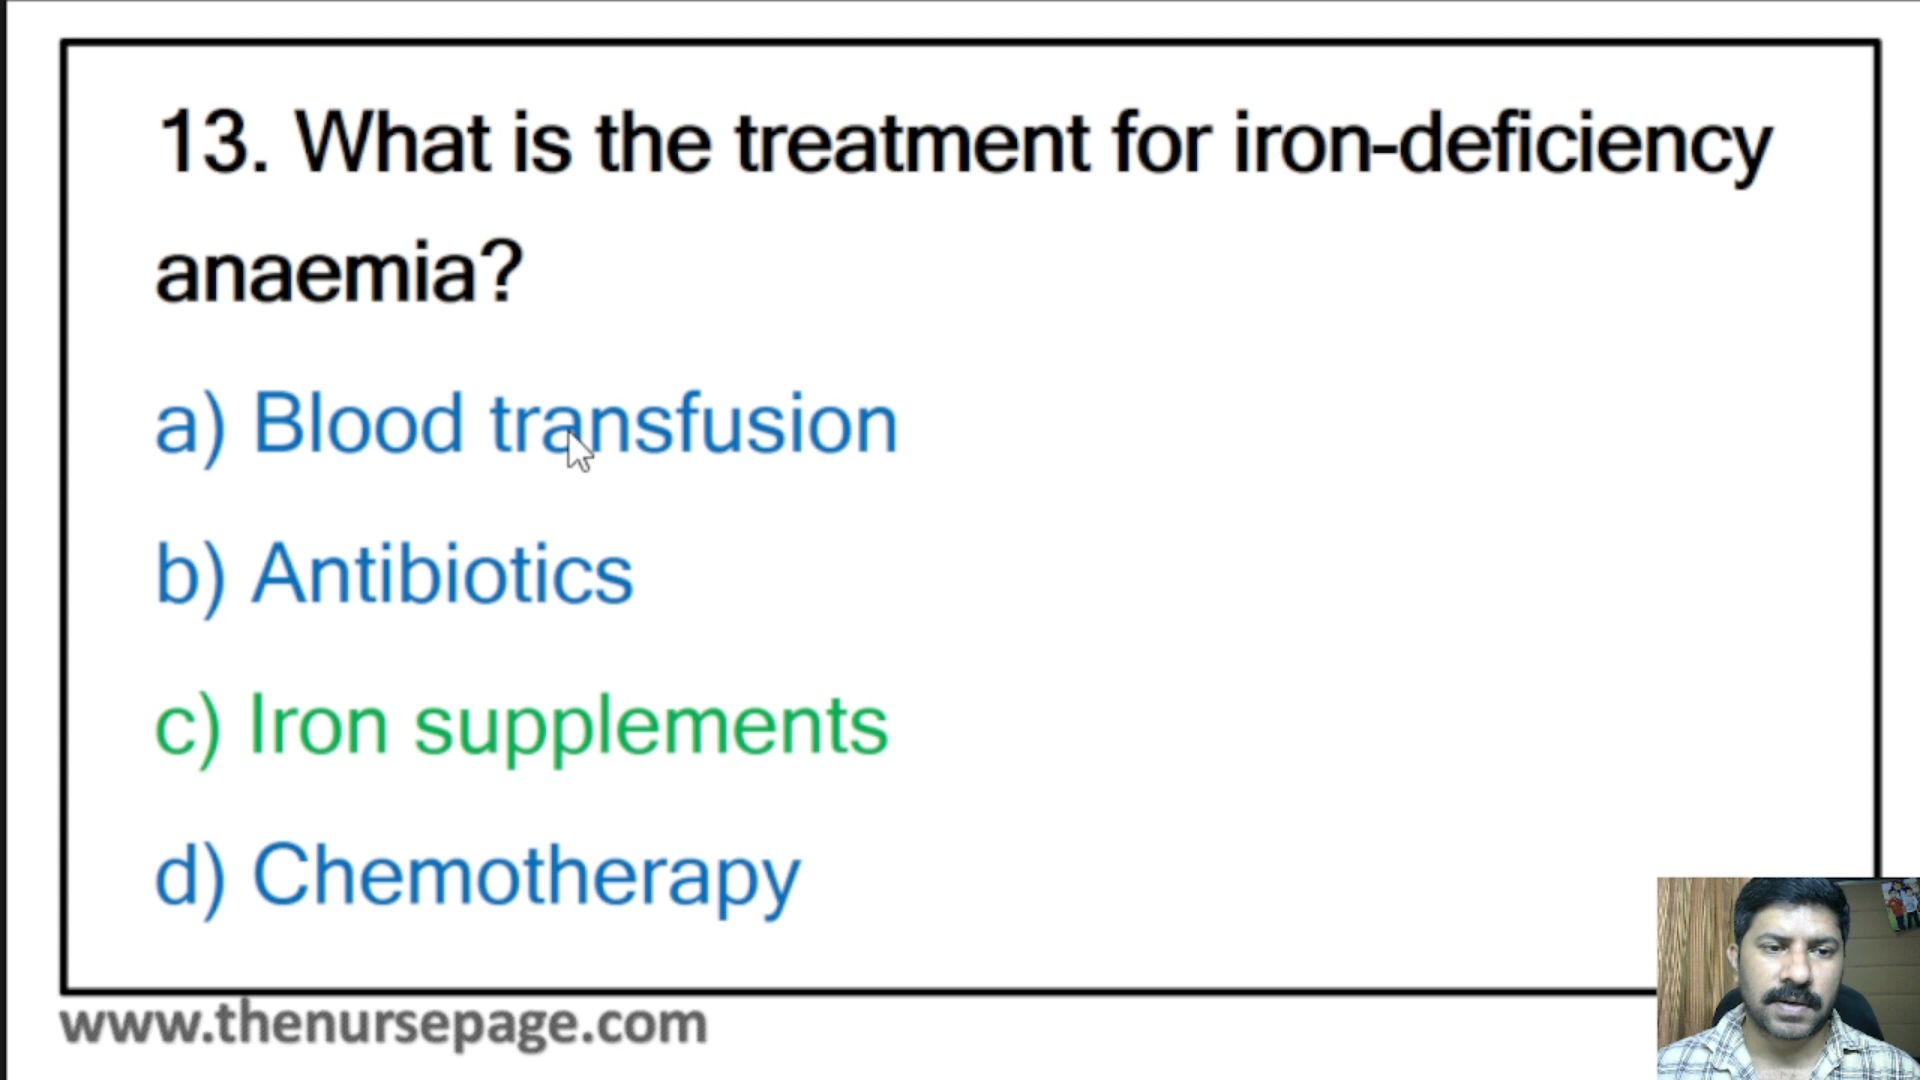 13. What is the treatment for iron-deficiency
anaemia?
a) Blood transfusion
b) Antibiotics
c) Iron supplements
d) Chemotherapy
www.thenursepage.com